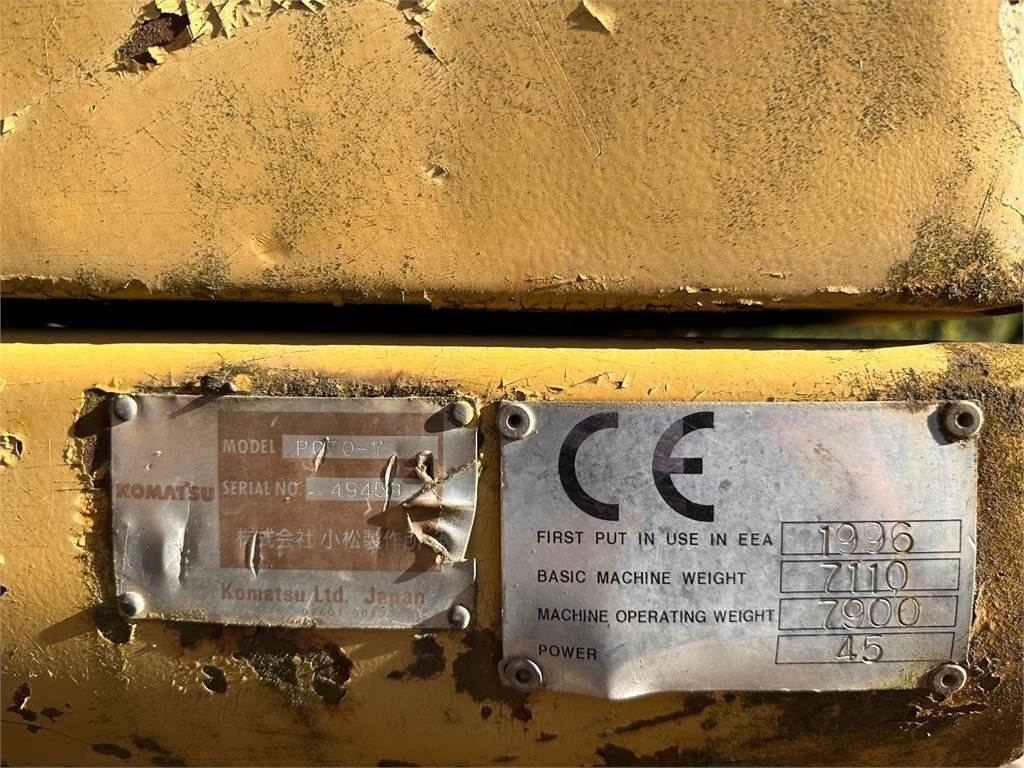 MODEL PC70-7
KOMATSU
SERIAL NO. 49453
株式会社 小松製作所
Komatsu Ltd. Japan
CE
FIRST PUT IN USE IN EEA 1996
BASIC MACHINE WEIGHT 7110
MACHINE OPERATING WEIGHT 7900
POWER 45